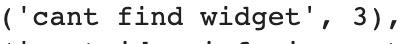 ('cant find widget', 3),